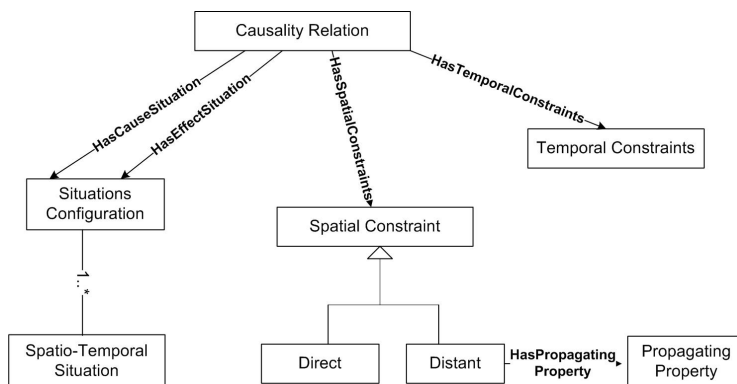 Causality Relation
HasCauseSituation
HasEffectSituation
HasSpatialConstraints
HasTemporalConstraints
Temporal Constraints
Situations
Configuration
Spatial Constraint
1..*
Spatio-Temporal
Situation
Direct
Distant
HasPropagating
Property
Propagating
Property